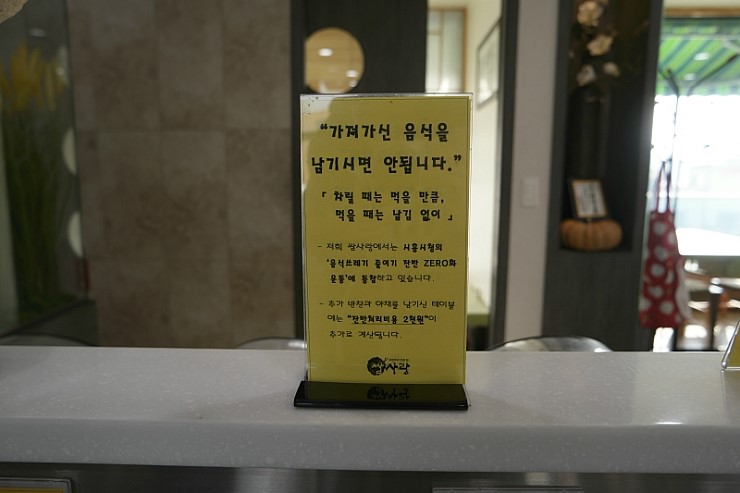 “가져가신 음식을
남기시면 안됩니다.”
「 차릴 때는 먹을 만큼,
먹을 때는 남김 없이 」
- 저희 쌈사랑에서는 시흥시청의
'음식쓰레기 줄이기 잔반 ZERO화
운동'에 동참하고 있습니다.
- 추가 반찬과 야채를 남기신 테이블
에는 "잔반처리비용 2천원"이
추가로 계산됩니다.
쌈사랑